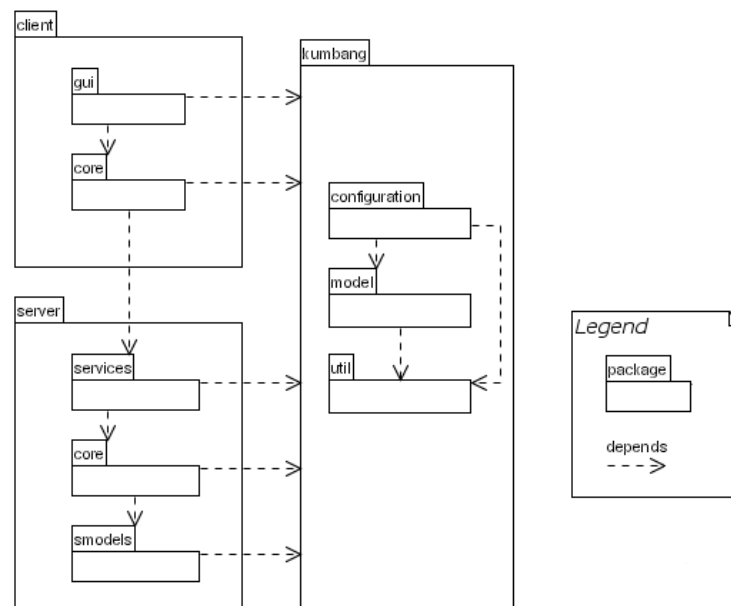 client
gui
core
kumbang
configuration
model
util
server
services
core
smodels
Legend
package
depends